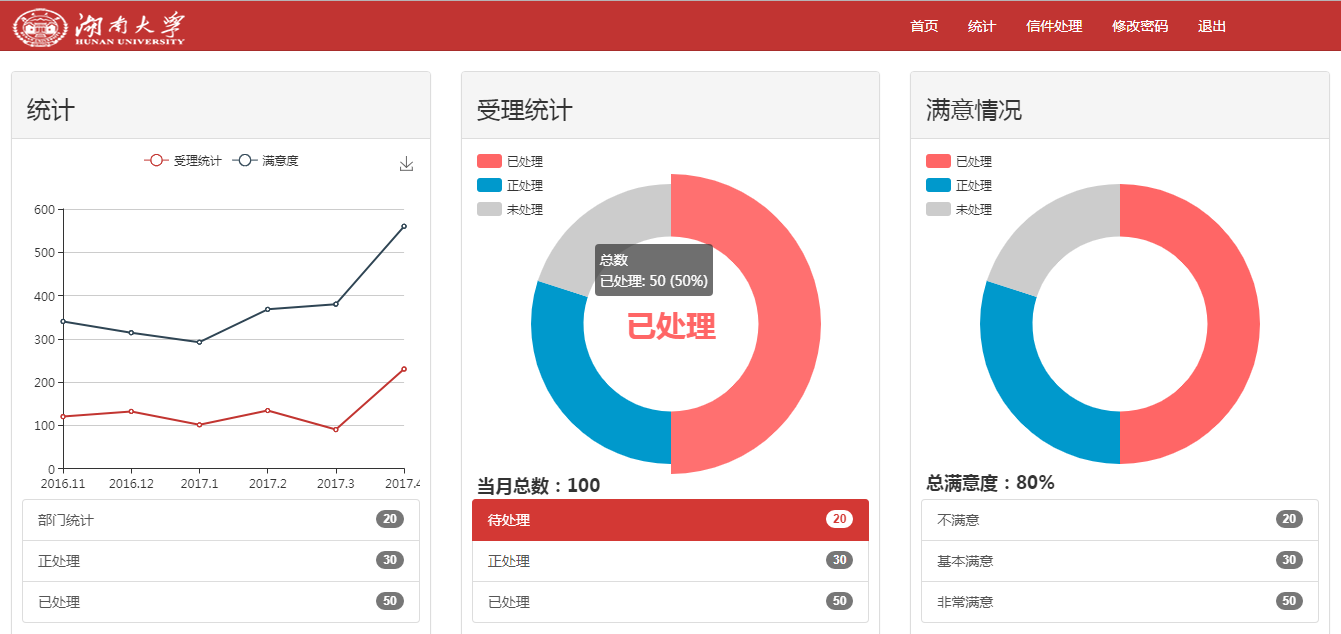 湖南大学
HUNAN UNIVERSITY
首页 统计 信件处理 修改密码 退出
统计
受理统计 满意度
600
500
400
300
200
100
0
2016.11 2016.12 2017.1 2017.2 2017.3 2017.4
部门统计 20
正处理 30
已处理 50
受理统计
已处理
正处理
未处理
总数
已处理: 50 (50%)
已处理
当月总数：100
待处理 20
正处理 30
已处理 50
满意情况
已处理
正处理
未处理
总满意度：80%
不满意 20
基本满意 30
非常满意 50